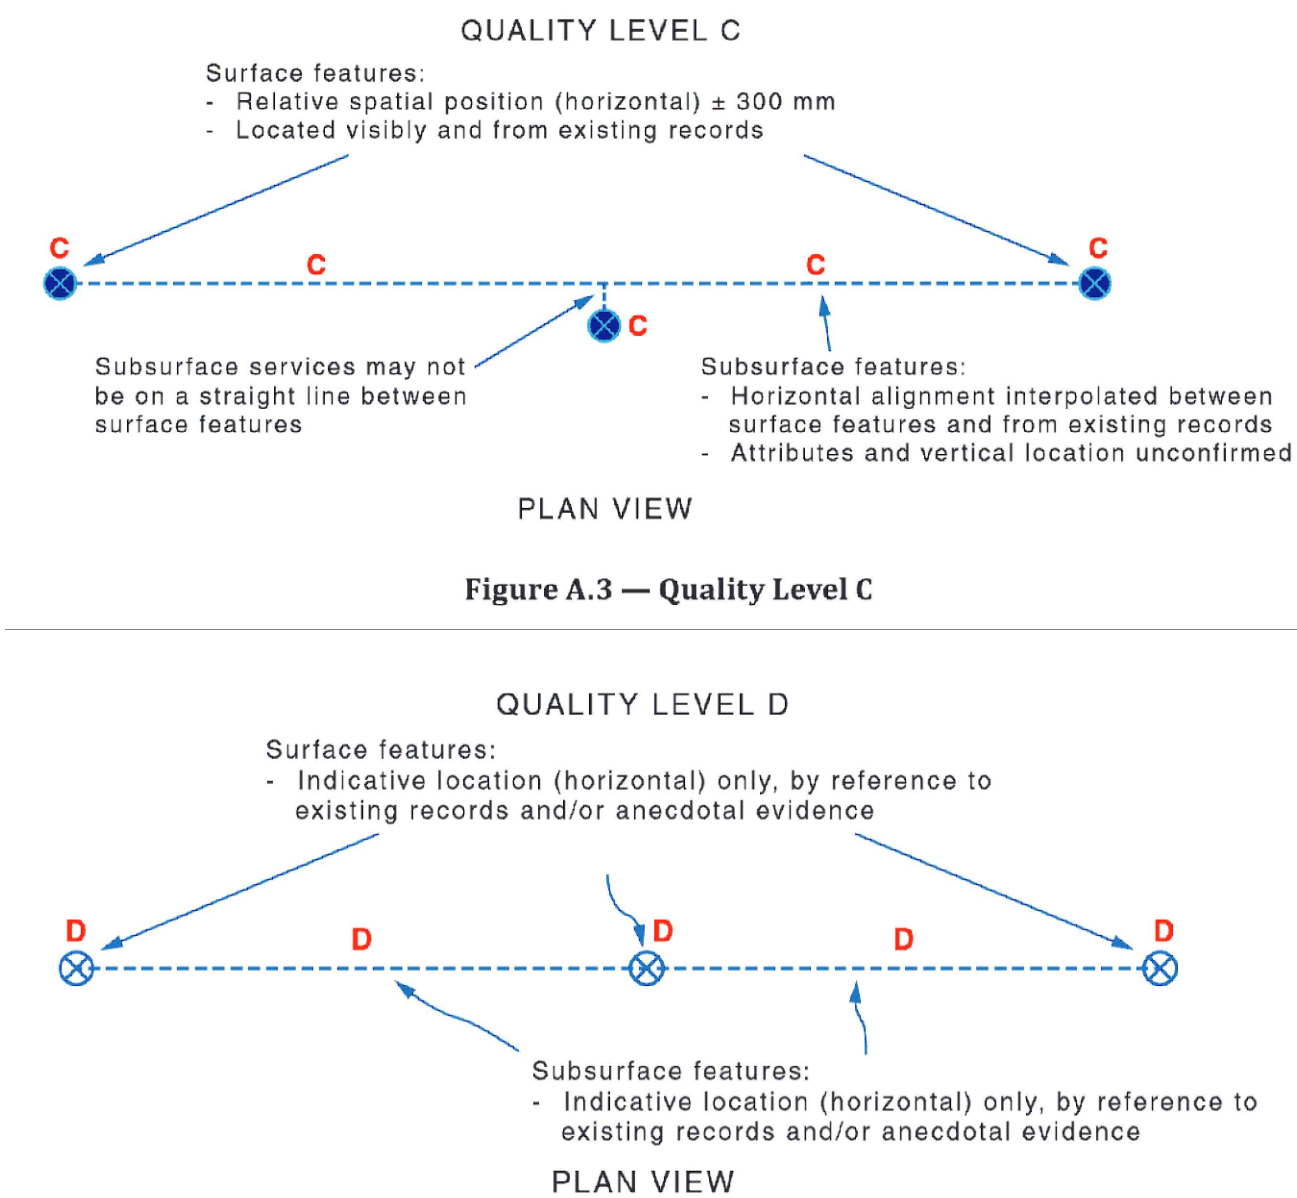 QUALITY LEVEL C
Surface features:
- Relative spatial position (horizontal) ± 300 mm
- Located visibly and from existing records
C
C
C
C
C
Subsurface services may not
be on a straight line between
surface features
Subsurface features:
- Horizontal alignment interpolated between
surface features and from existing records
- Attributes and vertical location unconfirmed
PLAN VIEW
Figure A.3 — Quality Level C
QUALITY LEVEL D
Surface features:
- Indicative location (horizontal) only, by reference to
existing records and/or anecdotal evidence
D
D
D
D
D
Subsurface features:
- Indicative location (horizontal) only, by reference to
existing records and/or anecdotal evidence
PLAN VIEW